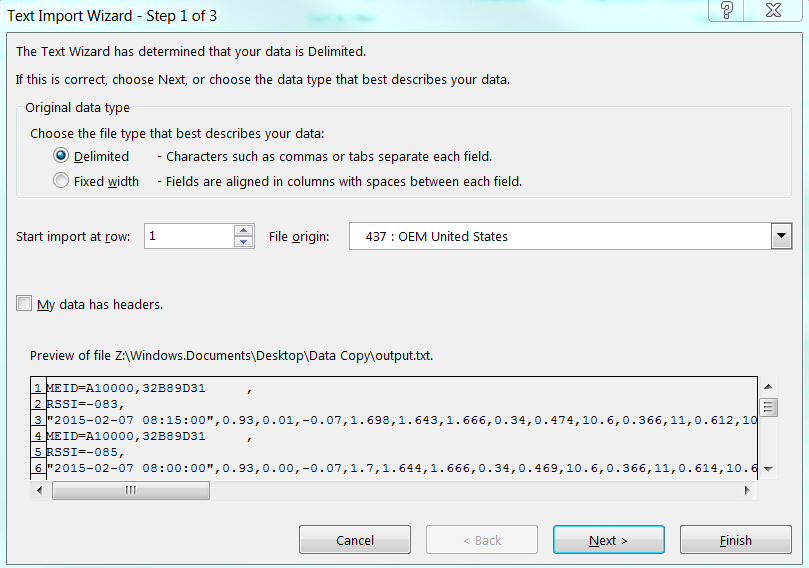 Text Import Wizard - Step 1 of 3
The Text Wizard has determined that your data is Delimited.
If this is correct, choose Next, or choose the data type that best describes your data.
Original data type
Choose the file type that best describes your data:
Delimited - Characters such as commas or tabs separate each field.
Fixed width - Fields are aligned in columns with spaces between each field.
Start import at row: 1 File origin: 437 : OEM United States
My data has headers.
Preview of file Z:\Windows.Documents\Desktop\Data Copy\output.txt.
1 MEID=A10000,32B89D31 ,
2 RSSI=-083,
3 "2015-02-07 08:15:00",0.93,0.01,-0.07,1.698,1.643,1.666,0.34,0.474,10.6,0.366,11,0.612,10
4 MEID=A10000,32B89D31 ,
5 RSSI=-085,
6 "2015-02-07 08:00:00",0.93,0.00,-0.07,1.7,1.644,1.666,0.34,0.469,10.6,0.366,11,0.614,10.6
Cancel < Back Next > Finish